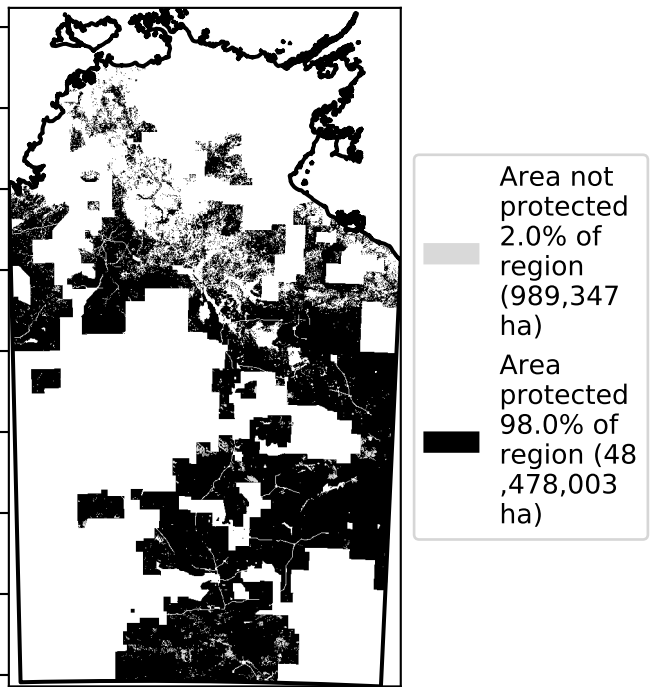 Area not
protected
2.0% of
region
(989,347
ha)
Area
protected
98.0% of
region (48
,478,003
ha)